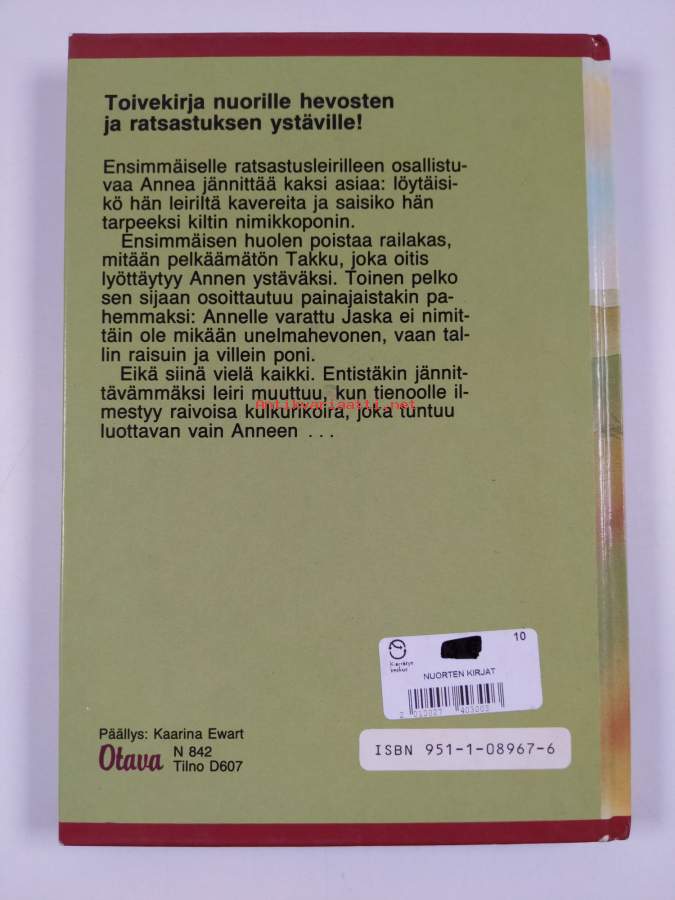 Toivekirja nuorille hevosten
ja ratsastuksen ystäville!
Ensimmäiselle ratsastusleirilleen osallistu-
vaa Annea jännittää kaksi asiaa: löytäisi-
kö hän leiriltä kavereita ja saisiko hän
tarpeeksi kiltin nimikkoponin.
Ensimmäisen huolen poistaa railakas,
mitään pelkäämätön Takku, joka oitis
lyöttäytyy Annen ystäväksi. Toinen pelko
sen sijaan osoittautuu painajaistakin pa-
hemmaksi: Annelle varattu Jaska ei nimit-
täin ole mikään unelmahevonen, vaan tal-
lin raisuin ja villein poni.
Eikä siinä vielä kaikki. Entistäkin jännit-
tävämmäksi leiri muuttuu, kun tienoolle il-
mestyy raivoisa kulkurikoira, joka tuntuu
luottavan vain Anneen . . .
Antikvariaatti.net
10
Kierrätys
keskus
NUORTEN KIRJAT
ISBN 951-1-08967-6
Päällys: Kaarina Ewart
Otava
N 842
Tilno D607